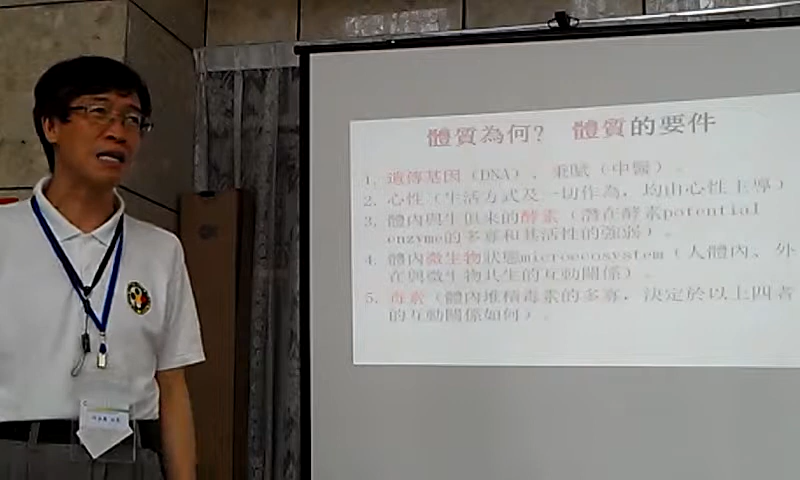 體質為何? 體質的要件
1. 遺傳基因（DNA）、秉賦（中醫）。
2. 心性（生活方式及一切作為，均由心性主導）
3. 體內與生俱來的酵素（潛在酵素potential
enzyme的多寡和其活性的強弱）。
4. 體內微生物狀態microecosystem（人體內、外
在與微生物共生的互動關係）。
5. 毒素（體內堆積毒素的多寡，決定於以上四者
的互動關係如何）。